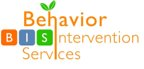 Behavior
BIS Intervention
Services